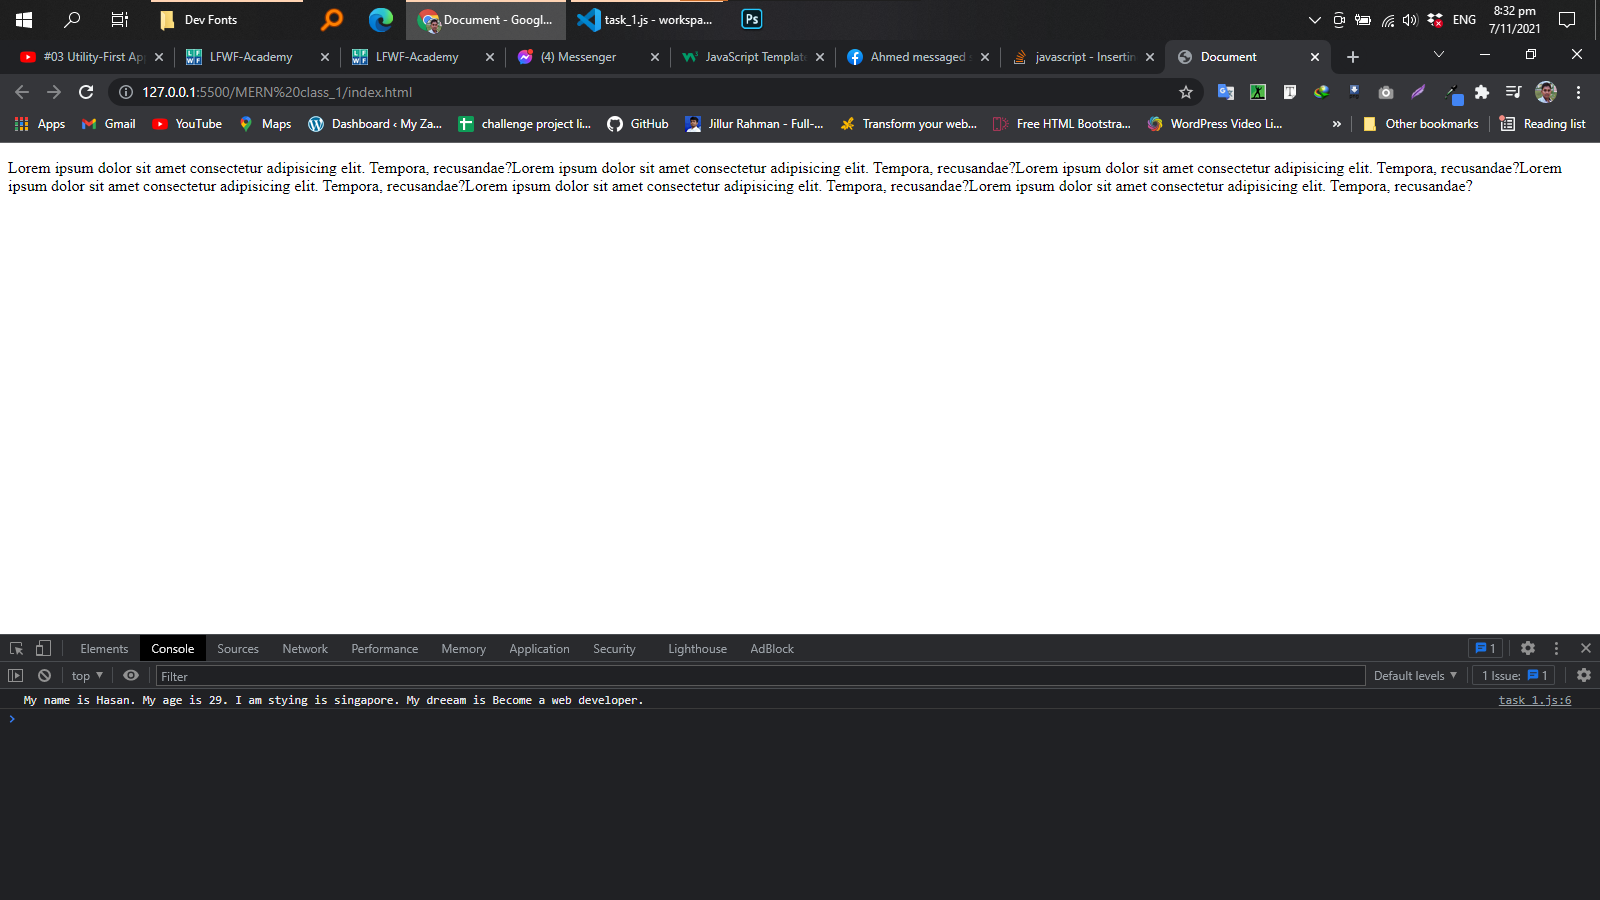 Dev Fonts
Document - Googl...
task_1.js - workspa...
Ps
ENG
8:32 pm
7/11/2021
#03 Utility-First Ap
LFWF-Academy
LFWF-Academy
(4) Messenger
JavaScript Templat
Ahmed messaged
javascript - Insertin
Document
127.0.0.1:5500/MERN%20class_1/index.html
Apps
Gmail
YouTube
Maps
Dashboard ‹ My Za...
challenge project li...
GitHub
Jillur Rahman - Full-...
Transform your web...
Free HTML Bootstra...
WordPress Video Li...
»
Other bookmarks
Reading list
Lorem ipsum dolor sit amet consectetur adipisicing elit. Tempora, recusandae?Lorem ipsum dolor sit amet consectetur adipisicing elit. Tempora, recusandae?Lorem ipsum dolor sit amet consectetur adipisicing elit. Tempora, recusandae?Lorem
ipsum dolor sit amet consectetur adipisicing elit. Tempora, recusandae?Lorem ipsum dolor sit amet consectetur adipisicing elit. Tempora, recusandae?Lorem ipsum dolor sit amet consectetur adipisicing elit. Tempora, recusandae?
Elements
Console
Sources
Network
Performance
Memory
Application
Security
Lighthouse
AdBlock
1
top
Filter
Default levels
1 Issue: 1
My name is Hasan. My age is 29. I am stying is singapore. My dreeam is Become a web developer.
task 1.js:6